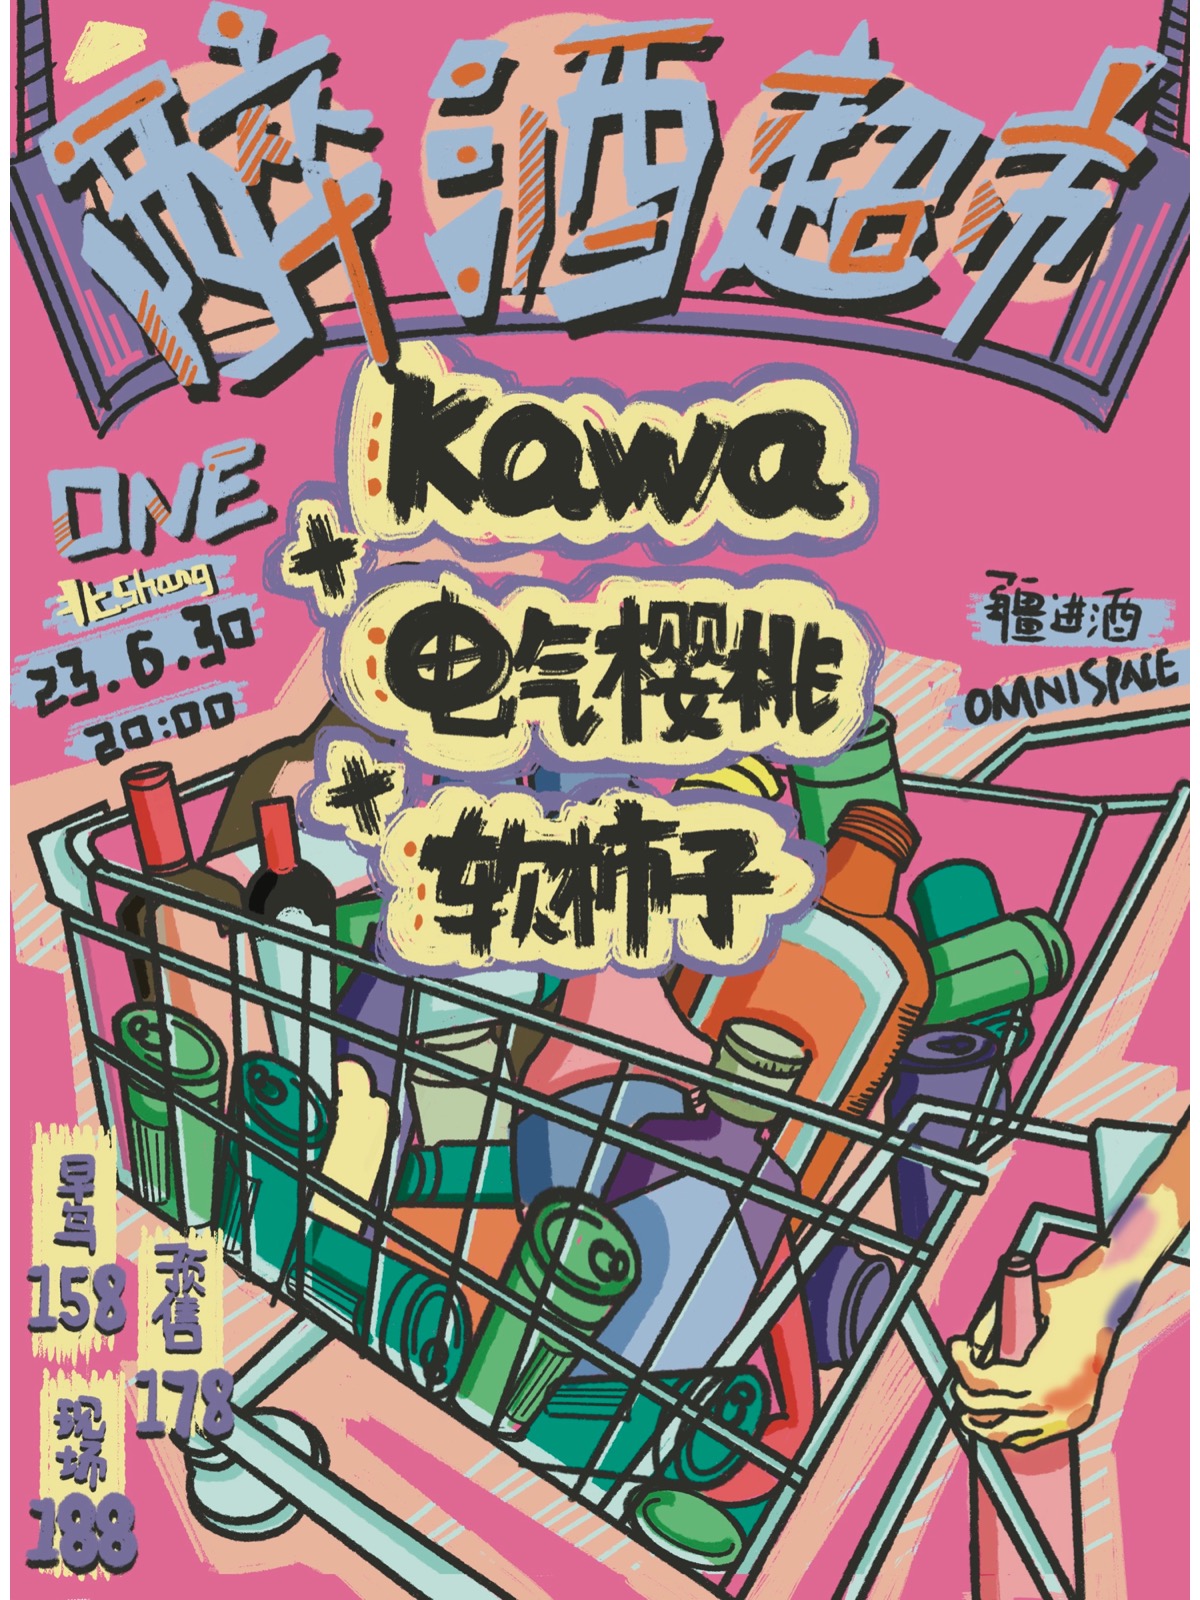 醉酒超市
Kawa
+
电气樱桃
+
软柿子
ONE
北Shang
23.6.30
20:00
疆进酒
OMNISPACE
早鸟
158
预售
178
现场
188